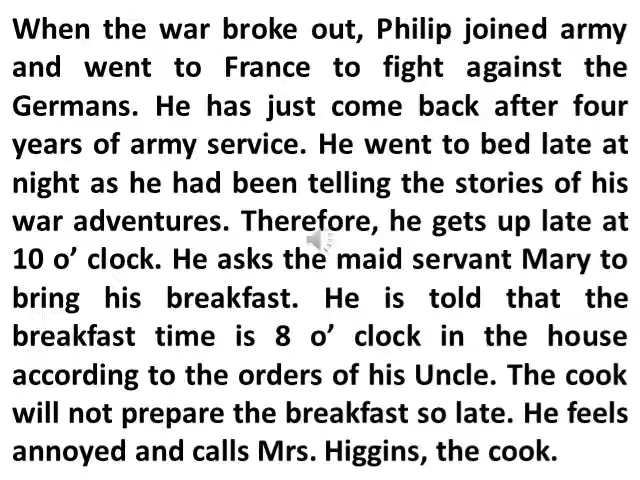 When the war broke out, Philip joined army
and went to France to fight against the
Germans. He has just come back after four
years of army service. He went to bed late at
night as he had been telling the stories of his
war adventures. Therefore, he gets up late at
10 o’ clock. He asks the maid servant Mary to
bring his breakfast. He is told that the
breakfast time is 8 o’ clock in the house
according to the orders of his Uncle. The cook
will not prepare the breakfast so late. He feels
annoyed and calls Mrs. Higgins, the cook.